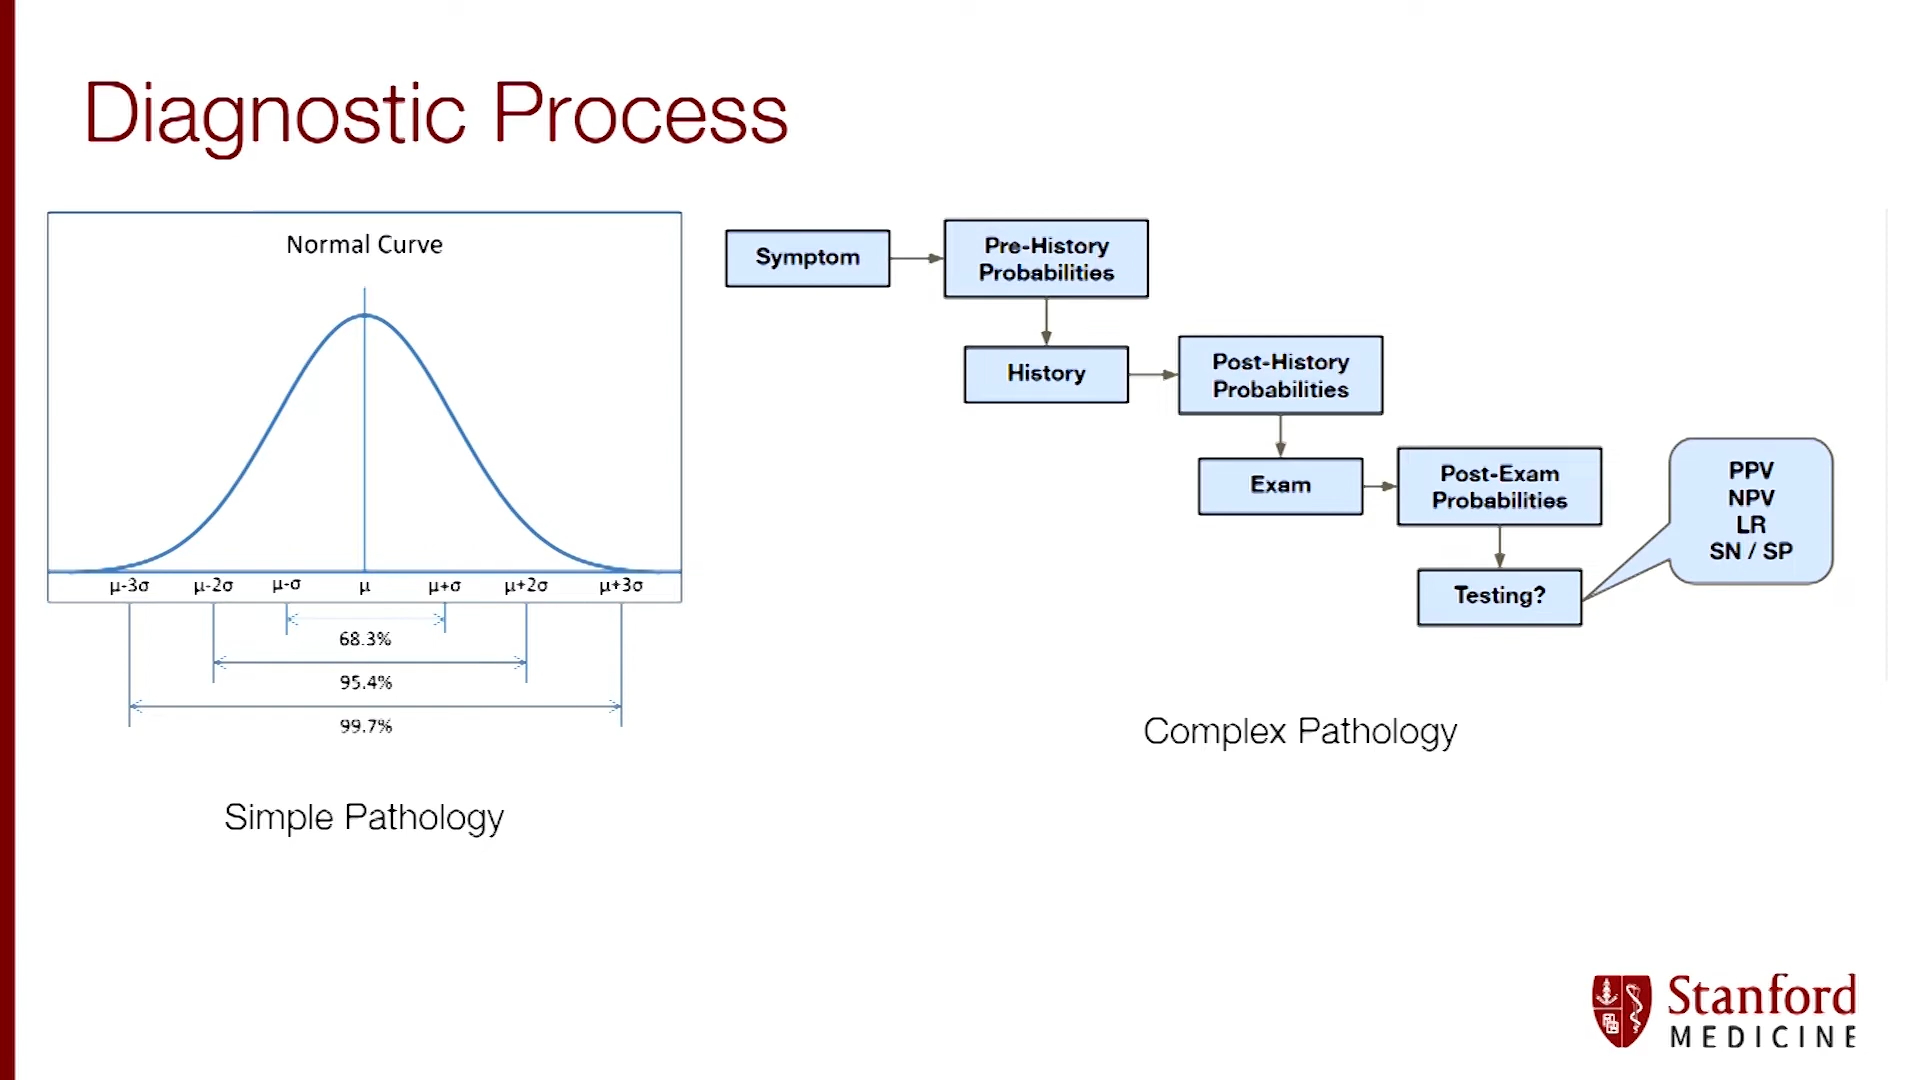 Diagnostic Process
Normal Curve
μ-3σ μ-2σ μ-σ μ μ+σ μ+2σ μ+3σ
68.3%
95.4%
99.7%
Simple Pathology
Symptom
Pre-History
Probabilities
History
Post-History
Probabilities
Exam
Post-Exam
Probabilities
Testing?
PPV
NPV
LR
SN / SP
Complex Pathology
Stanford
MEDICINE